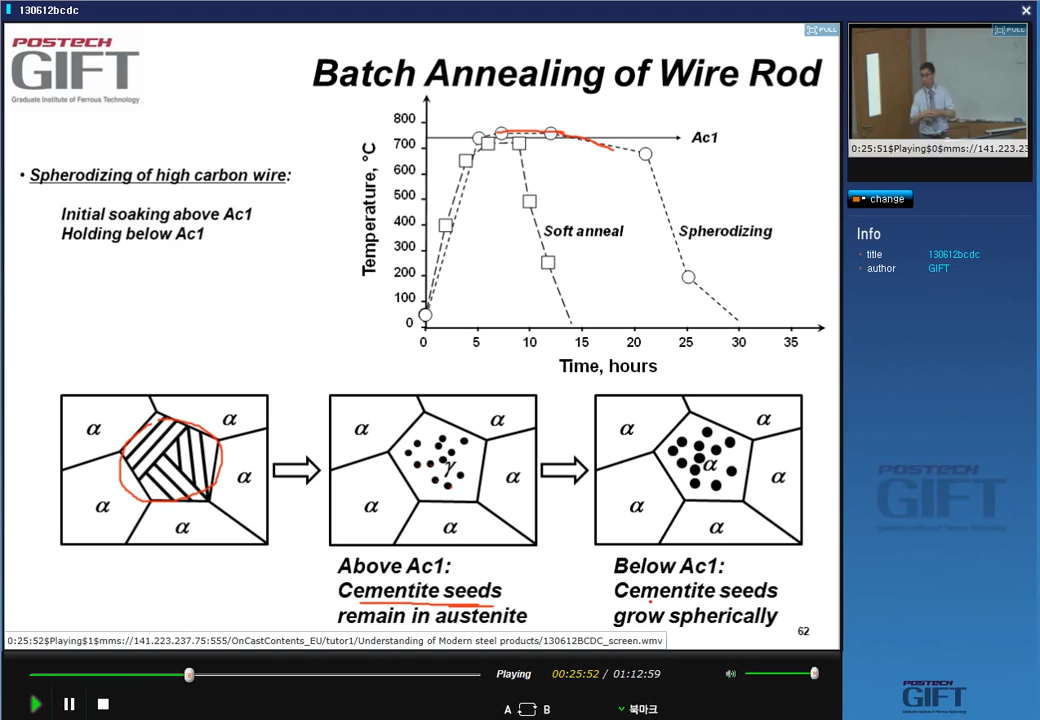 130612bcdc
POSTECH
GIFT
Graduate Institute of Ferrous Technology
FULL
Batch Annealing of Wire Rod
• Spherodizing of high carbon wire:
Initial soaking above Ac1
Holding below Ac1
Temperature, °C
800
700
600
500
400
300
200
100
0
Ac1
Soft anneal
Spherodizing
0 5 10 15 20 25 30 35
Time, hours
α α α α α
α α α α α γ
α α α α α α
Above Ac1:
Cementite seeds
remain in austenite
Below Ac1:
Cementite seeds
grow spherically
62
0:25:52$Playing$1$mms://141.223.237.75:555/OnCastContents_EU/tutor1/Understanding of Modern steel products/130612BCDC_screen.wmv
Playing 00:25:52 / 01:12:59
A B 북마크
FULL
0:25:51$Playing$0$mms://141.223.23
change
Info
title 130612bcdc
author GIFT
POSTECH
GIFT
POSTECH
GIFT